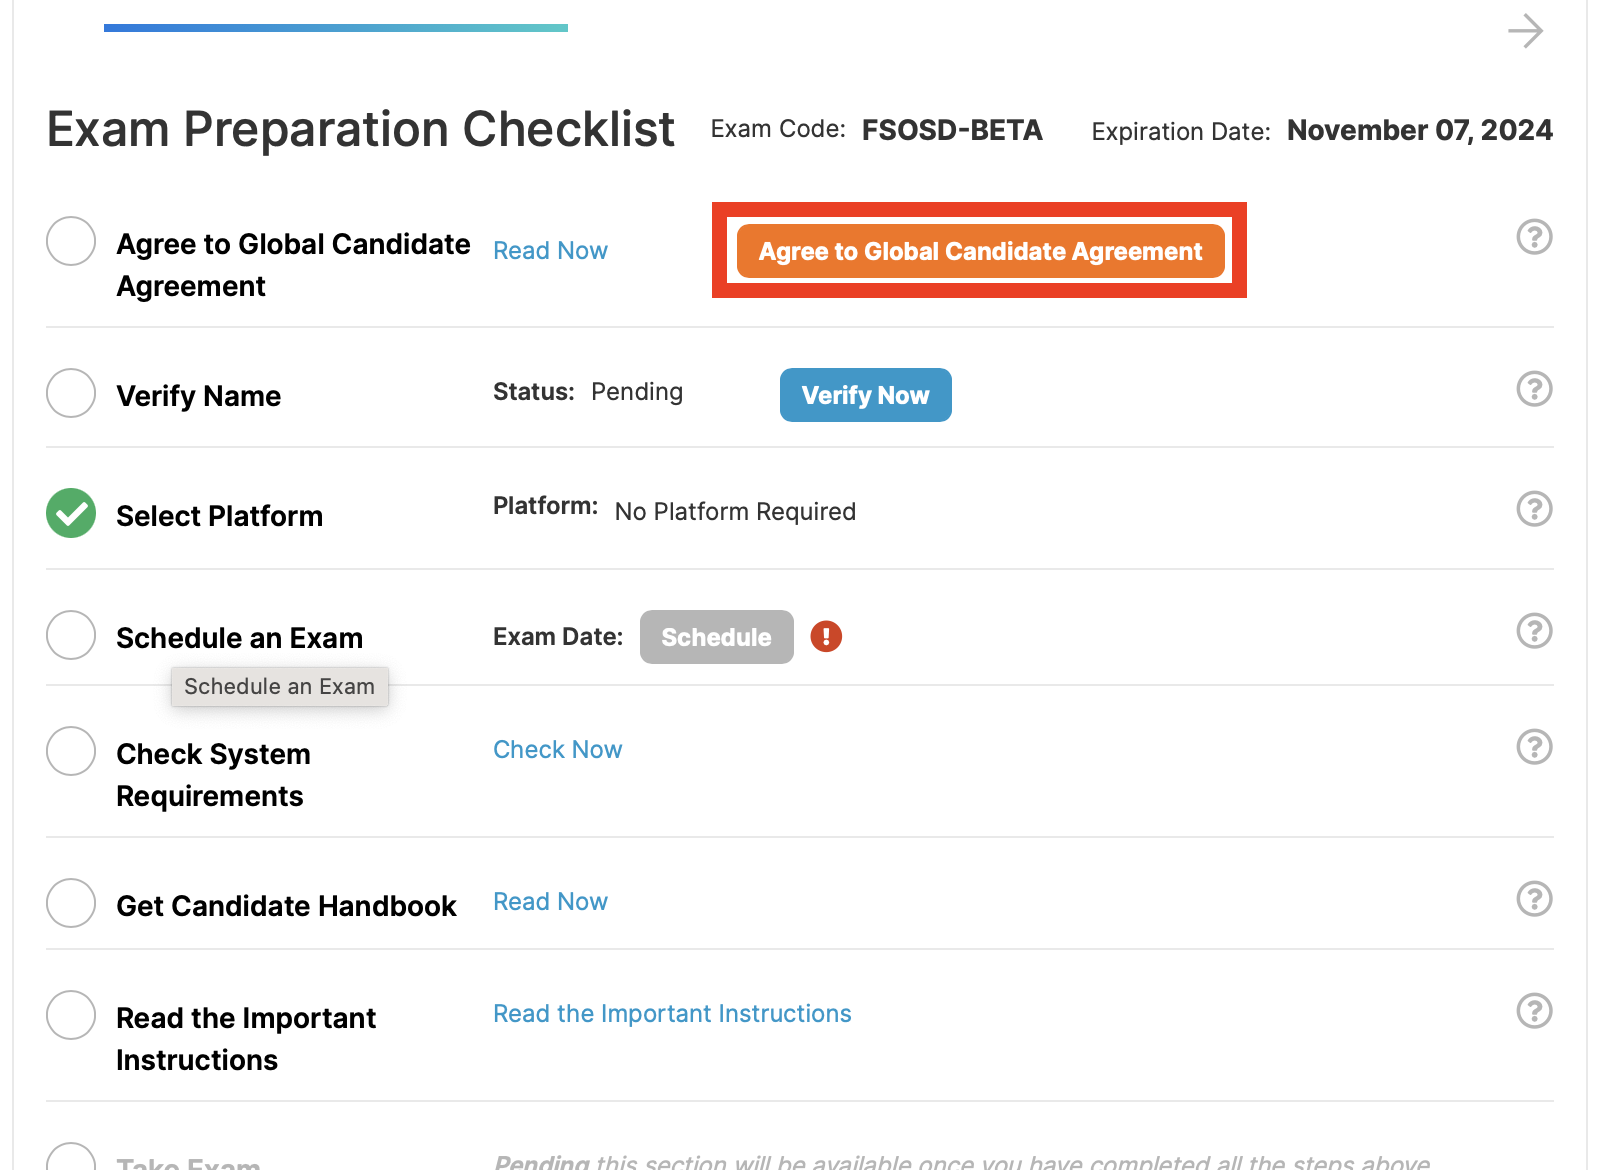 Exam Preparation Checklist Exam Code: FSOSD-BETA Expiration Date: November 07, 2024
Agree to Global Candidate Agreement Read Now Agree to Global Candidate Agreement
Verify Name Status: Pending Verify Now
Select Platform Platform: No Platform Required
Schedule an Exam Exam Date: Schedule
Schedule an Exam
Check System Requirements Check Now
Get Candidate Handbook Read Now
Read the Important Instructions Read the Important Instructions
Take Exam Pending this section will be available once you have completed all the steps above